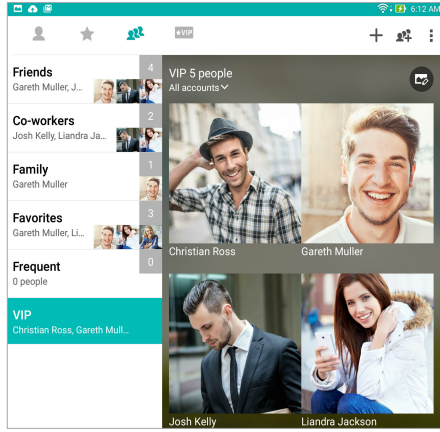 6:12 AM
★VIP
Friends
4
Gareth Muller, J...
Co-workers
2
Josh Kelly, Liandra Ja...
Family
1
Gareth Muller
Favorites
3
Gareth Muller, Li...
Frequent
0
0 people
VIP
Christian Ross, Gareth Mull...
VIP 5 people
All accounts
Christian Ross
Gareth Muller
Josh Kelly
Liandra Jackson